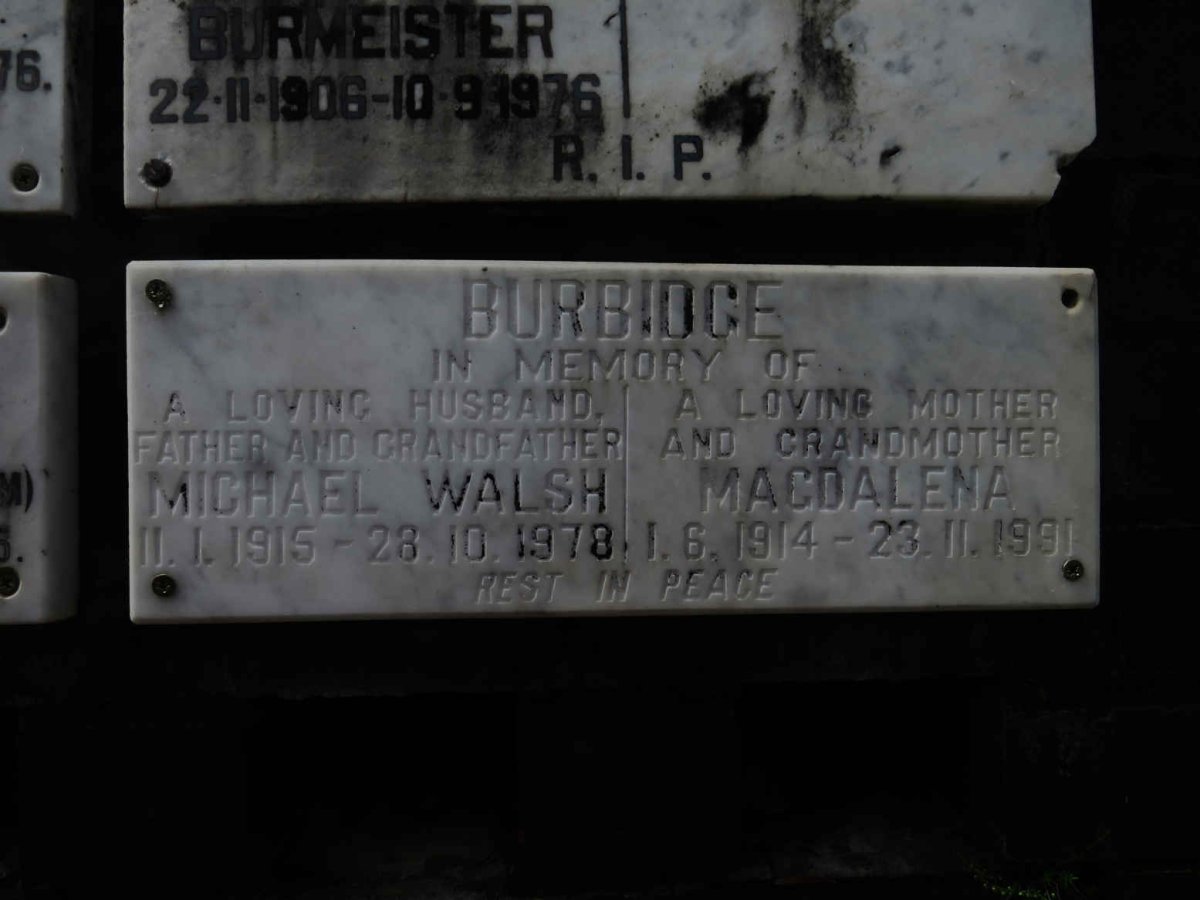 76.
BURMEISTER
22·11·1906-10·9·1976
R. I. P.
M)
6.
BURBIDGE
IN MEMORY OF
A LOVING HUSBAND,
FATHER AND GRANDFATHER
MICHAEL WALSH
11. 1. 1915 - 28. 10. 1978
A LOVING MOTHER
AND GRANDMOTHER
MAGDALENA
1. 6. 1914 - 23. 11. 1991
REST IN PEACE